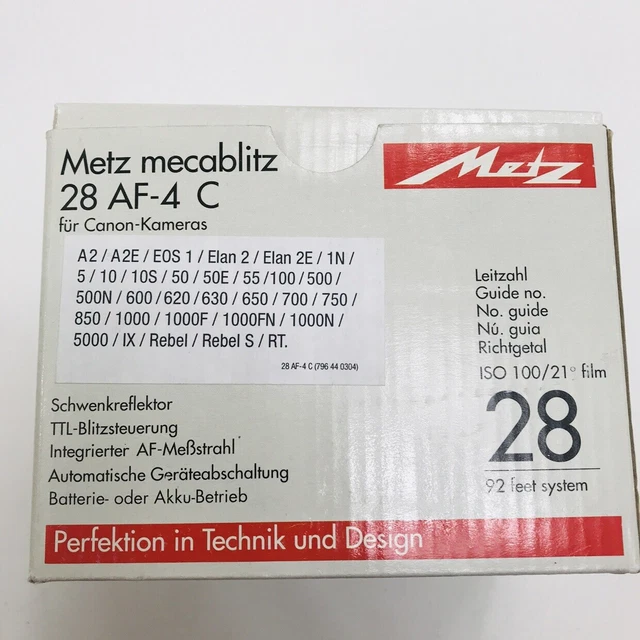 Metz mecablitz
28 AF-4 C
für Canon-Kameras
Metz
A2 / A2E / EOS 1 / Elan 2 / Elan 2E / 1N /
5 / 10 / 10S / 50 / 50E / 55 /100 / 500 /
500N / 600 / 620 / 630 / 650 / 700 / 750 /
850 / 1000 / 1000F / 1000FN / 1000N /
5000 / IX / Rebel / Rebel S / RT.
28 AF-4 C (796 44 0304)
Leitzahl
Guide no.
No. guide
Nú. guia
Richtgetal
ISO 100/21° film
28
92 feet system
Schwenkreflektor
TTL-Blitzsteuerung
Integrierter AF-Meßstrahl
Automatische Geräteabschaltung
Batterie- oder Akku-Betrieb
Perfektion in Technik und Design